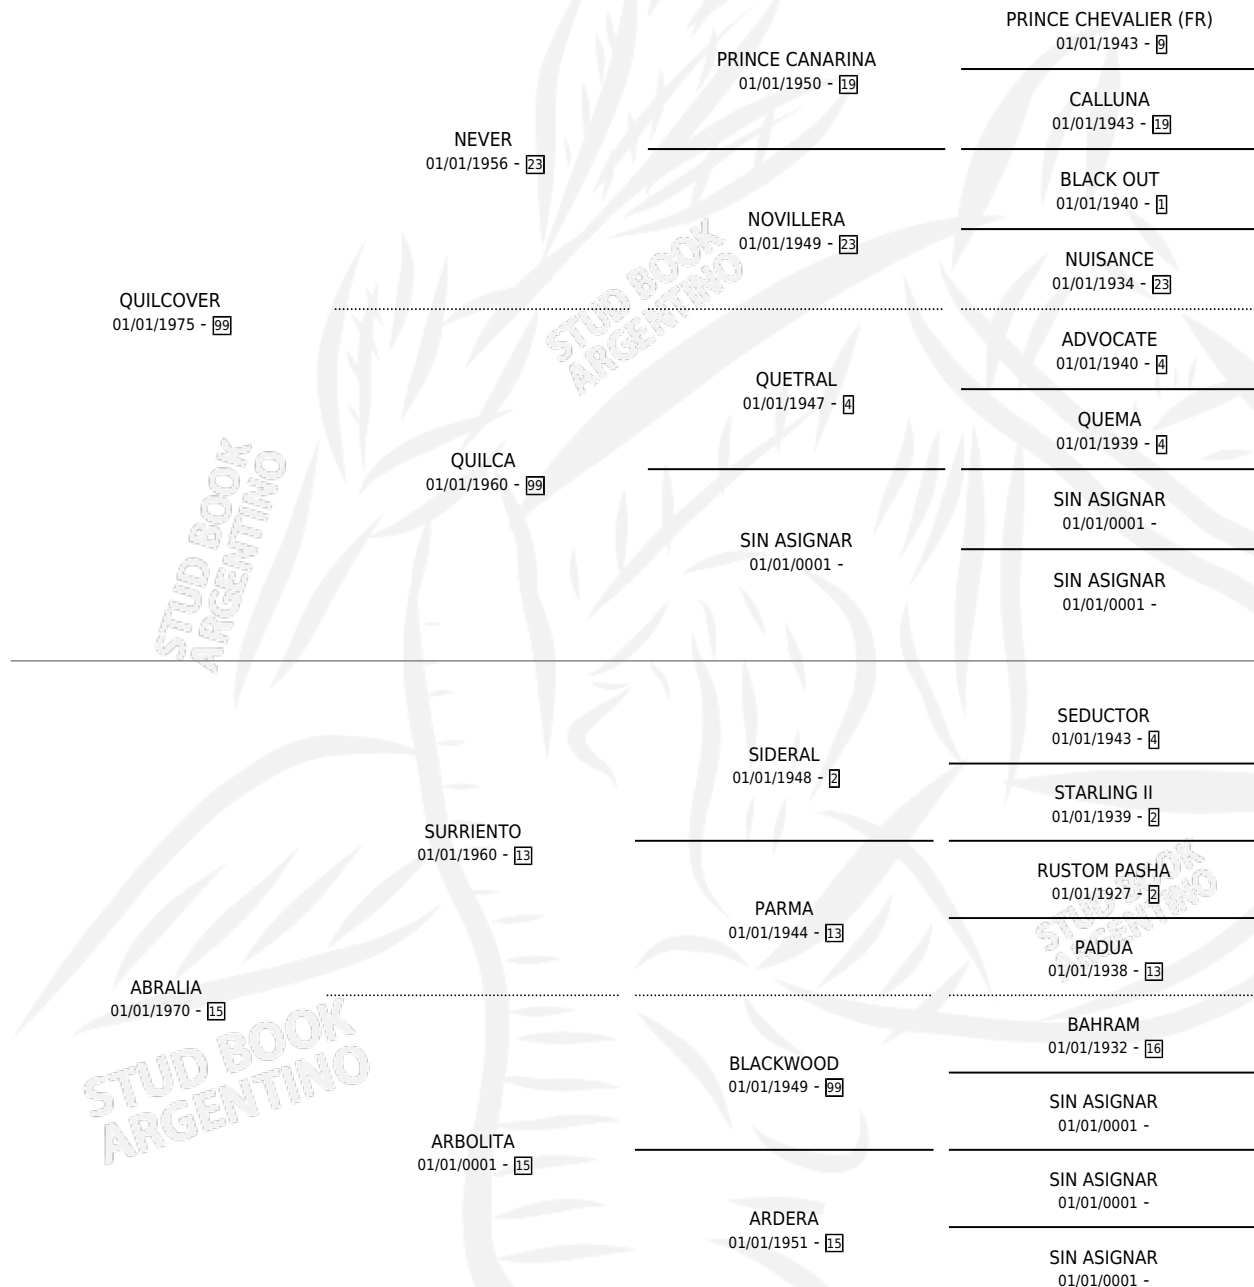 PRINCE CHEVALIER (FR)
01/01/1943 - 9
PRINCE CANARINA
01/01/1950 - 19
CALLUNA
01/01/1943 - 19
NEVER
01/01/1956 - 23
BLACK OUT
01/01/1940 - 1
NOVILLERA
01/01/1949 - 23
NUISANCE
01/01/1934 - 23
QUILCOVER
01/01/1975 - 99
ADVOCATE
01/01/1940 - 4
QUETRAL
01/01/1947 - 4
QUEMA
01/01/1939 - 4
QUILCA
01/01/1960 - 99
SIN ASIGNAR
01/01/0001 -
SIN ASIGNAR
01/01/0001 -
SIN ASIGNAR
01/01/0001 -
SEDUCTOR
01/01/1943 - 4
SIDERAL
01/01/1948 - 2
STARLING II
01/01/1939 - 2
SURRIENTO
01/01/1960 - 13
RUSTOM PASHA
01/01/1927 - 2
PARMA
01/01/1944 - 13
PADUA
01/01/1938 - 13
ABRALIA
01/01/1970 - 15
BAHRAM
01/01/1932 - 16
BLACKWOOD
01/01/1949 - 99
SIN ASIGNAR
01/01/0001 -
ARBOLITA
01/01/0001 - 15
SIN ASIGNAR
01/01/0001 -
ARDERA
01/01/1951 - 15
SIN ASIGNAR
01/01/0001 -
STUD BOOK
ARGENTINO
STUD BOOK
ARGENTINO
STUD BOOK
ARGENTINO
STUD BOOK
ARGENTINO